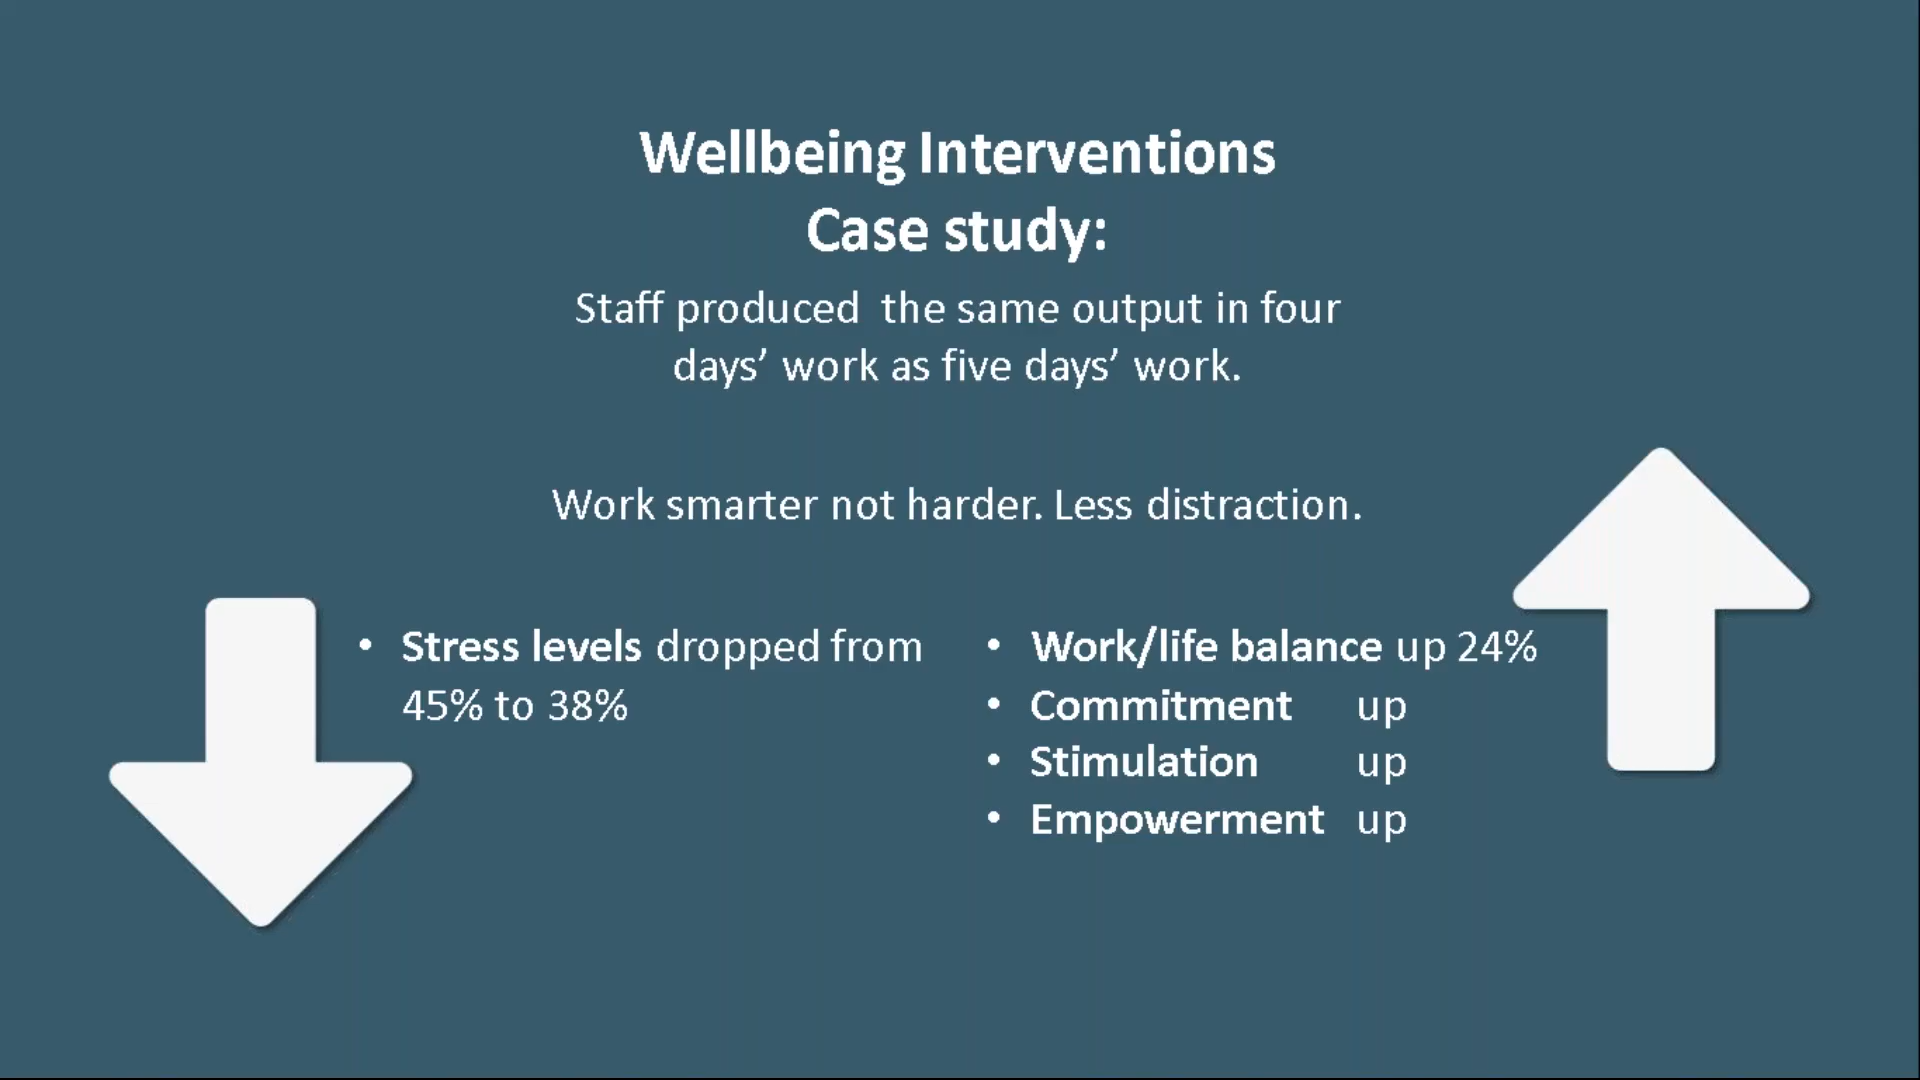 Wellbeing Interventions
Case study:
Staff produced  the same output in four
days’ work as five days’ work.
Work smarter not harder. Less distraction.
• Stress levels dropped from
45% to 38%
• Work/life balance up 24%
• Commitment up
• Stimulation up
• Empowerment up